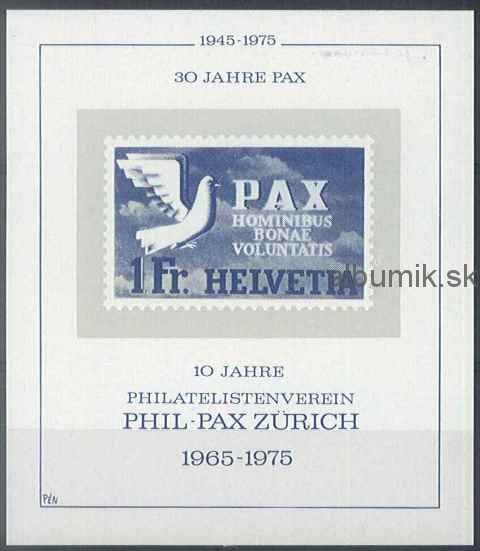 1945-1975
30 JAHRE PAX
PAX
HOMINIBUS
BONAE
VOLUNTATIS
1 Fr. HELVETIA
albumik.sk
10 JAHRE
PHILATELISTENVEREIN
PHIL-PAX ZÜRICH
1965-1975
PÉN